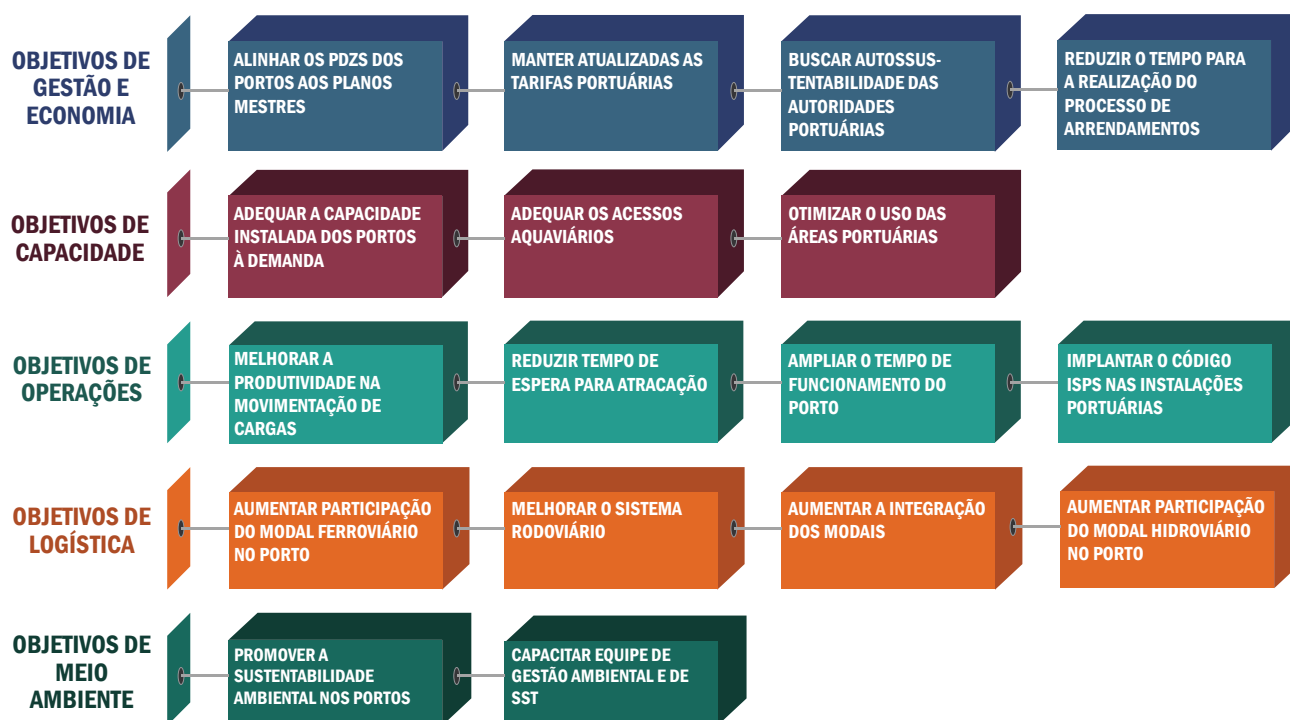 OBJETIVOS DE
GESTÃO E
ECONOMIA
ALINHAR OS PDZS DOS
PORTOS AOS PLANOS
MESTRES
MANTER ATUALIZADAS AS
TARIFAS PORTUÁRIAS
BUSCAR AUTOSSUS-
TENTABILIDADE DAS
AUTORIDADES
PORTUÁRIAS
REDUZIR O TEMPO PARA
A REALIZAÇÃO DO
PROCESSO DE
ARRENDAMENTOS
OBJETIVOS DE
CAPACIDADE
ADEQUAR A CAPACIDADE
INSTALADA DOS PORTOS
À DEMANDA
ADEQUAR OS ACESSOS
AQUAVIÁRIOS
OTIMIZAR O USO DAS
ÁREAS PORTUÁRIAS
OBJETIVOS DE
OPERAÇÕES
MELHORAR A
PRODUTIVIDADE NA
MOVIMENTAÇÃO DE
CARGAS
REDUZIR TEMPO DE
ESPERA PARA ATRACAÇÃO
AMPLIAR O TEMPO DE
FUNCIONAMENTO DO
PORTO
IMPLANTAR O CÓDIGO
ISPS NAS INSTALAÇÕES
PORTUÁRIAS
OBJETIVOS DE
LOGÍSTICA
AUMENTAR PARTICIPAÇÃO
DO MODAL FERROVIÁRIO
NO PORTO
MELHORAR O SISTEMA
RODOVIÁRIO
AUMENTAR A INTEGRAÇÃO
DOS MODAIS
AUMENTAR PARTICIPAÇÃO
DO MODAL HIDROVIÁRIO
NO PORTO
OBJETIVOS DE
MEIO
AMBIENTE
PROMOVER A
SUSTENTABILIDADE
AMBIENTAL NOS PORTOS
CAPACITAR EQUIPE DE
GESTÃO AMBIENTAL E DE
SST